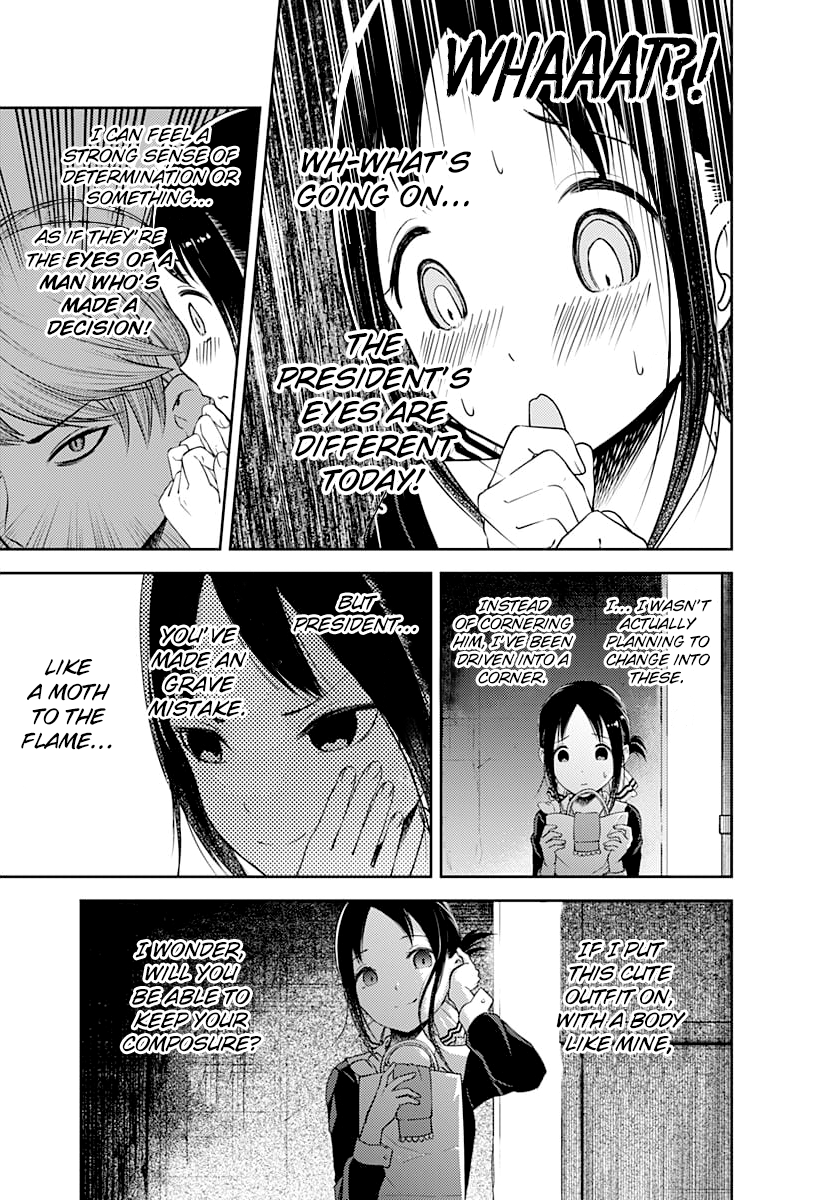 WHAAAT?!
WH-WHAT'S
GOING ON...
THE
PRESIDENT'S
EYES ARE
DIFFERENT
TODAY!
I CAN FEEL A
STRONG SENSE OF
DETERMINATION OR
SOMETHING...
AS IF THEY'RE
THE EYES OF A
MAN WHO'S
MADE A
DECISION!
I... I WASN'T
ACTUALLY
PLANNING TO
CHANGE INTO
THESE.
INSTEAD
OF CORNERING
HIM, I'VE BEEN
DRIVEN INTO A
CORNER.
BUT
PRESIDENT...
YOU'VE
MADE AN
GRAVE
MISTAKE.
LIKE
A MOTH
TO THE
FLAME...
IF I PUT
THIS CUTE
OUTFIT ON,
WITH A BODY
LIKE MINE,
I WONDER,
WILL YOU
BE ABLE TO
KEEP YOUR
COMPOSURE?